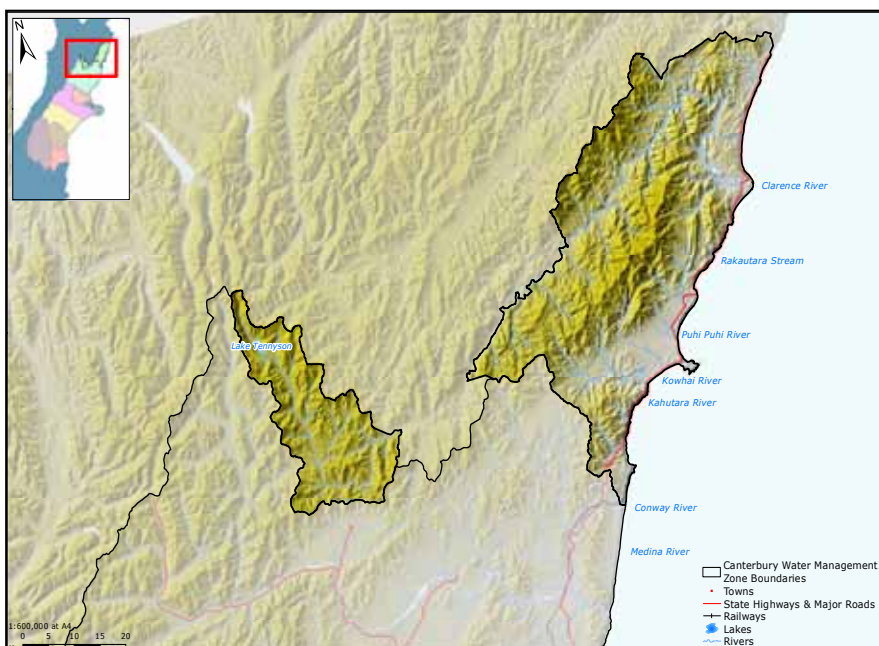 N
Clarence River
Rakautara Stream
Puhi Puhi River
Lake Tennyson
Kowhai River
Kahutara River
Conway River
Medina River
Canterbury Water Management
Zone Boundaries
Towns
State Highways & Major Roads
Railways
Lakes
Rivers
1:600,000 at A4
0 5 10 15 20